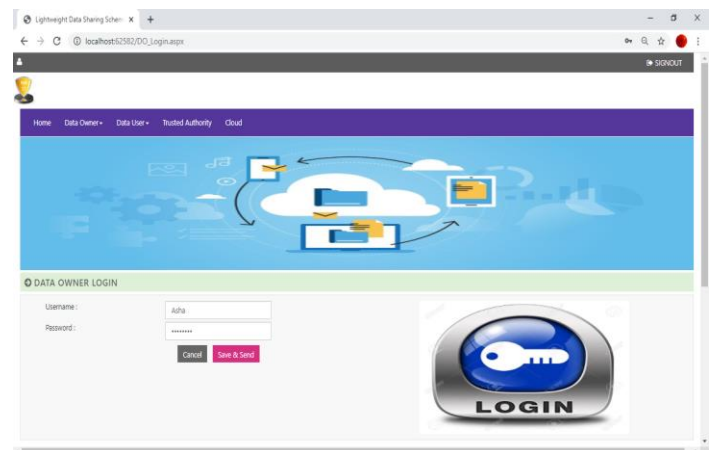 Lightweight Data Sharing Schem
localhost:62582/DO_Login.aspx
SIGNOUT
Home Data Owner Data User Trusted Authority Cloud
DATA OWNER LOGIN
Username :
Asha
Password :
••••••••
Cancel Save & Send
LOGIN